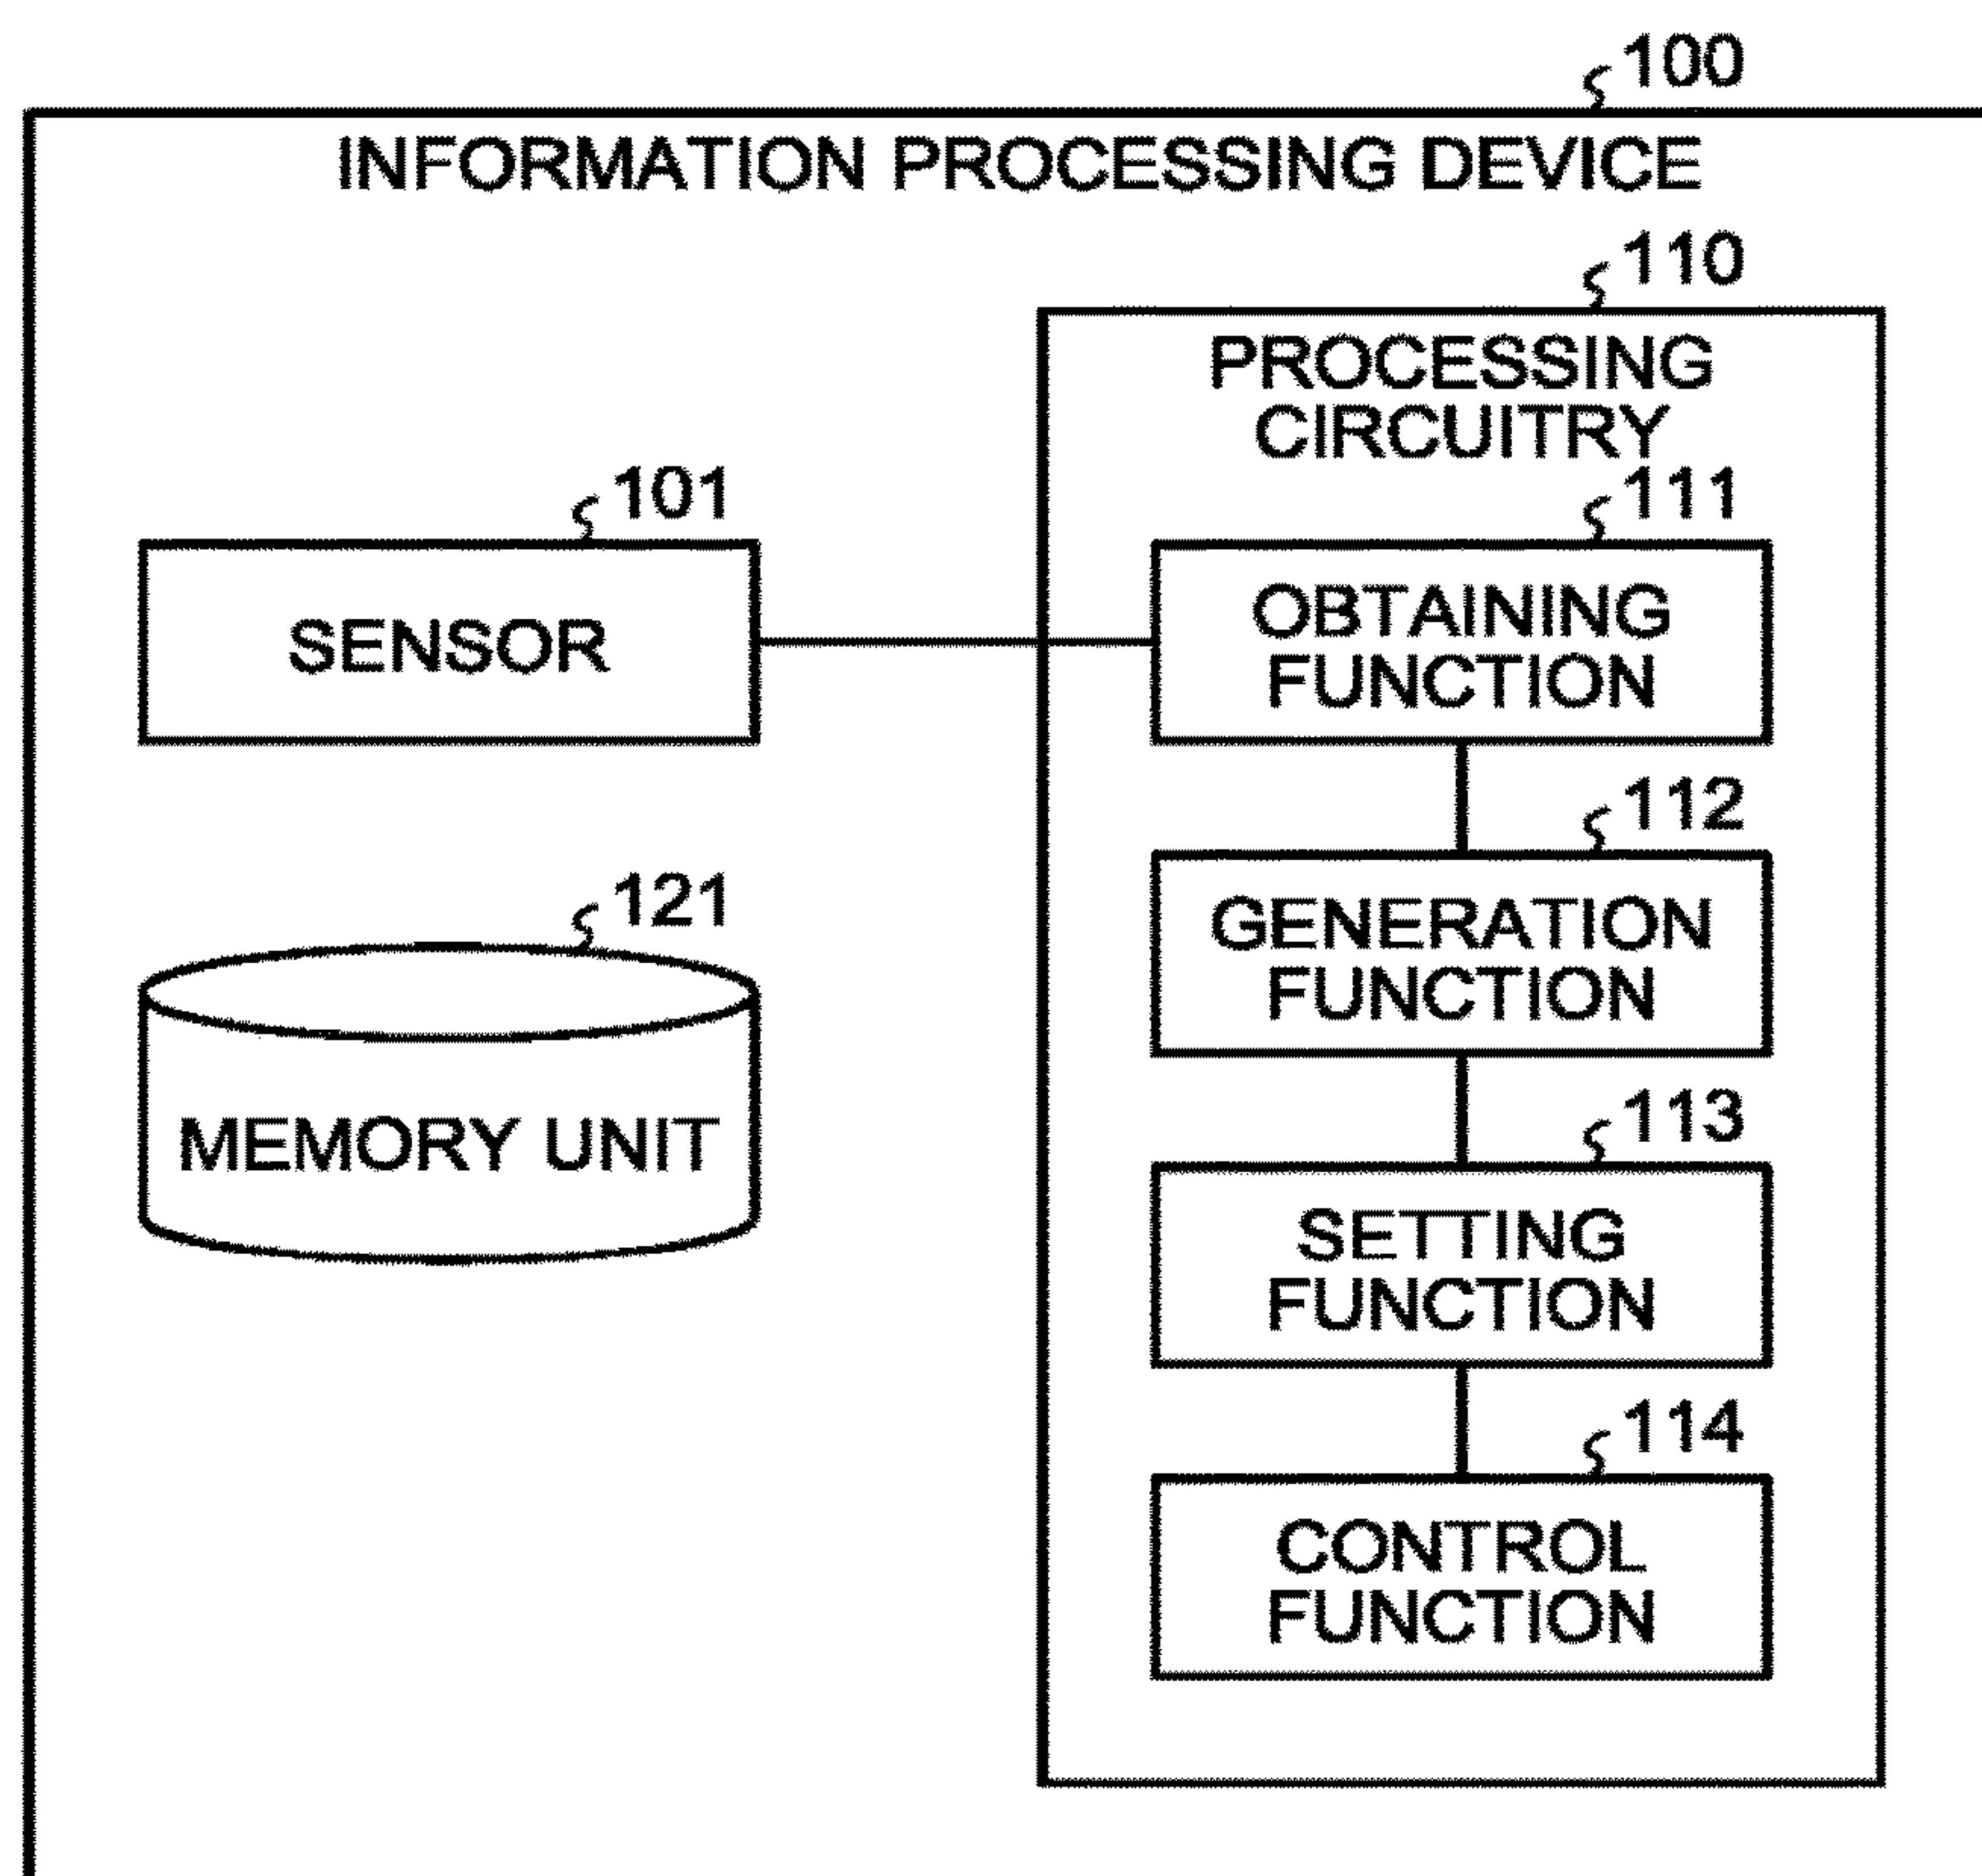 100
INFORMATION PROCESSING DEVICE
110
PROCESSING
CIRCUITRY
101
SENSOR
111
OBTAINING
FUNCTION
112
GENERATION
FUNCTION
121
MEMORY UNIT
113
SETTING
FUNCTION
114
CONTROL
FUNCTION